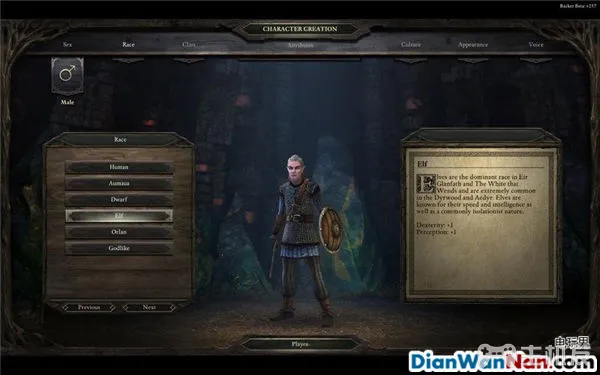 Backer Beta v257
CHARACTER CREATION
Sex
Race
Class
Attributes
Culture
Appearance
Voice
Male
Race
Human
Aumaua
Dwarf
Elf
Orlan
Godlike
Previous
Next
Elf
Elves are the dominant race in Eir
Glanfath and The White that
Wends and are extremely common
in the Dyrwood and Aedyr. Elves are
known for their speed and intelligence as
well as a commonly isolationist nature.
Dexterity: +1
Perception: +1
Player
DianWanNan.com